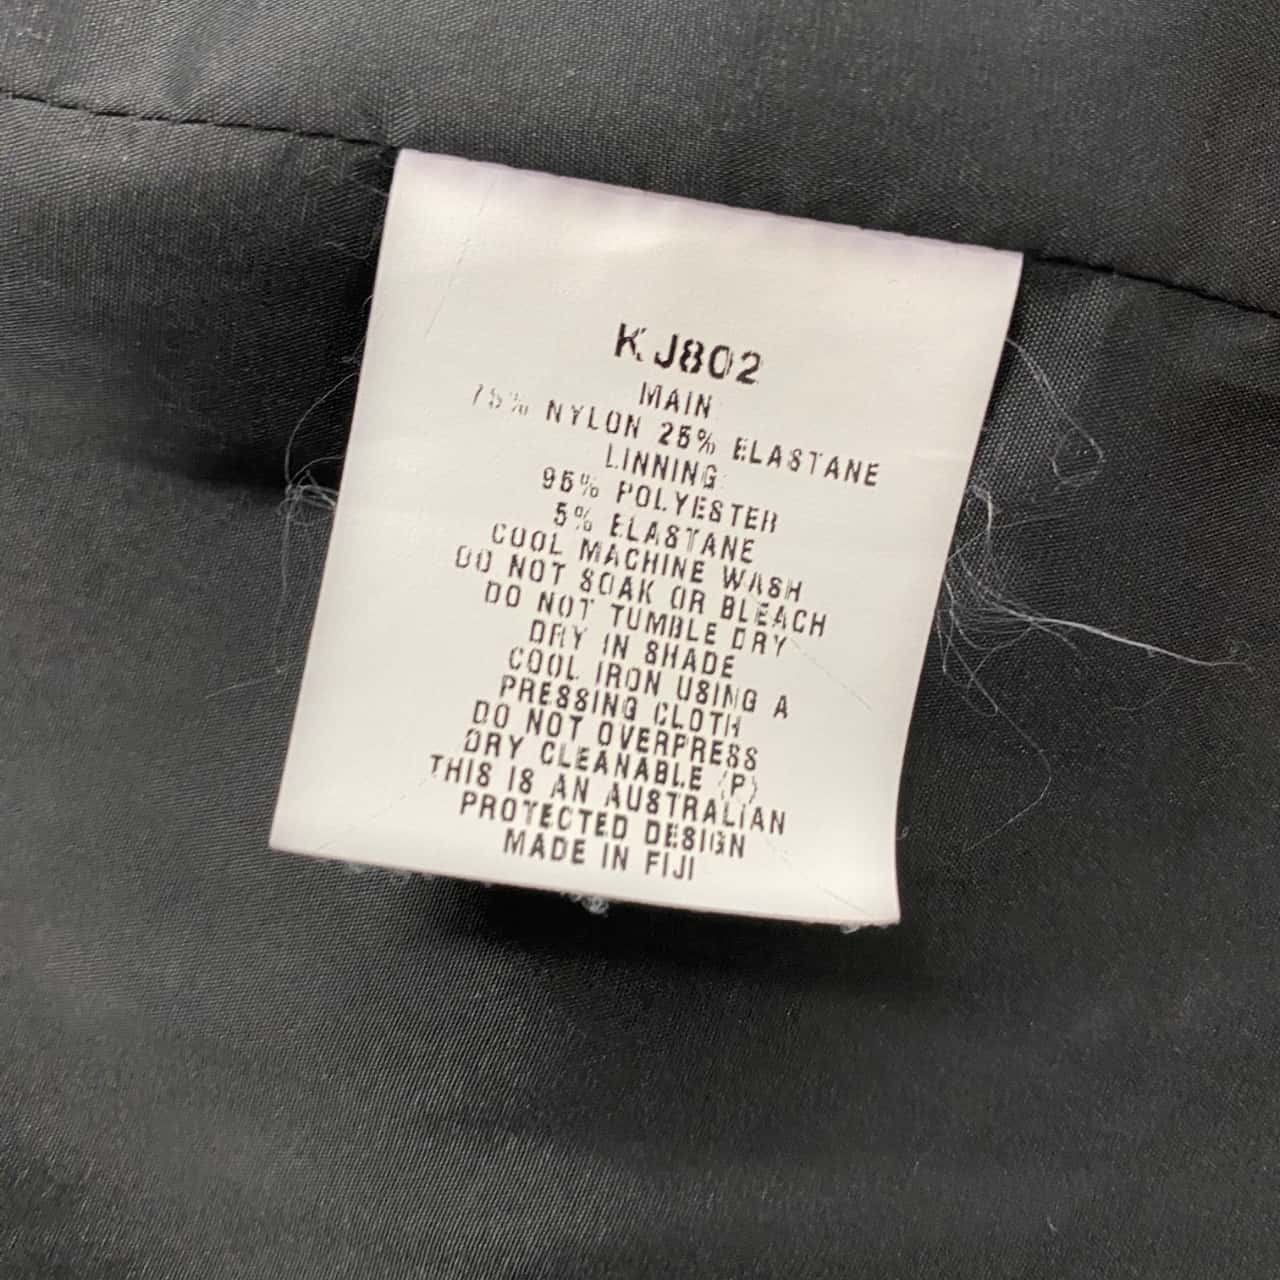 KJ802
MAIN
75% NYLON 25% ELASTANE
LINNING
95% POLYESTER
5% ELASTANE
COOL MACHINE WASH
DO NOT SOAK OR BLEACH
DO NOT TUMBLE DRY
DRY IN SHADE
COOL IRON USING A
PRESSING CLOTH
DO NOT OVERPRESS
DRY CLEANABLE (P)
THIS IS AN AUSTRALIAN
PROTECTED DESIGN
MADE IN FIJI